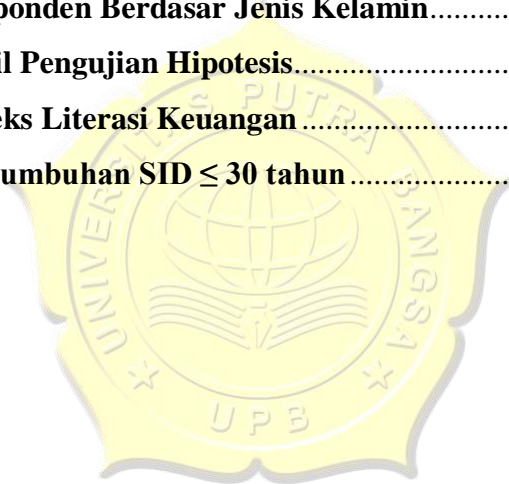 ponden Berdasar Jenis Kelamin..........
il Pengujian Hipotesis.........................
eks Literasi Keuangan ........................
umbuhan SID ≤ 30 tahun ..................
UNIVERSITAS PUTRA BANGSA
UPB